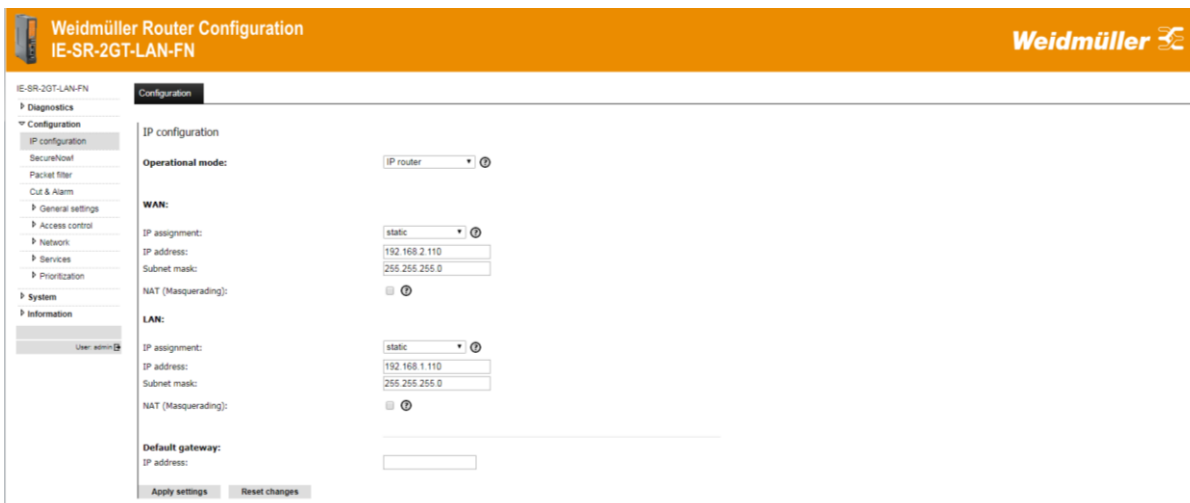 Weidmüller Router Configuration
IE-SR-2GT-LAN-FN
Weidmüller
IE-SR-2GT-LAN-FN
Diagnostics
Configuration
IP configuration
SecureNow!
Packet filter
Cut & Alarm
General settings
Access control
Network
Services
Prioritization
System
Information
User: admin
Configuration
IP configuration
Operational mode: IP router
WAN:
IP assignment: static
IP address: 192.168.2.110
Subnet mask: 255.255.255.0
NAT (Masquerading):
LAN:
IP assignment: static
IP address: 192.168.1.110
Subnet mask: 255.255.255.0
NAT (Masquerading):
Default gateway:
IP address:
Apply settings Reset changes